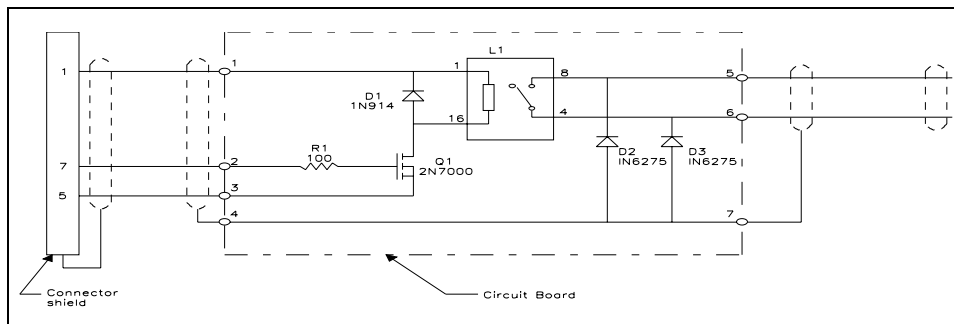 L1
1
1
1
8
5
D1
1N914
16
4
6
R1
100
D2
IN6275
D3
IN6275
7
2
Q1
2N7000
5
3
4
7
Connector
shield
Circuit Board